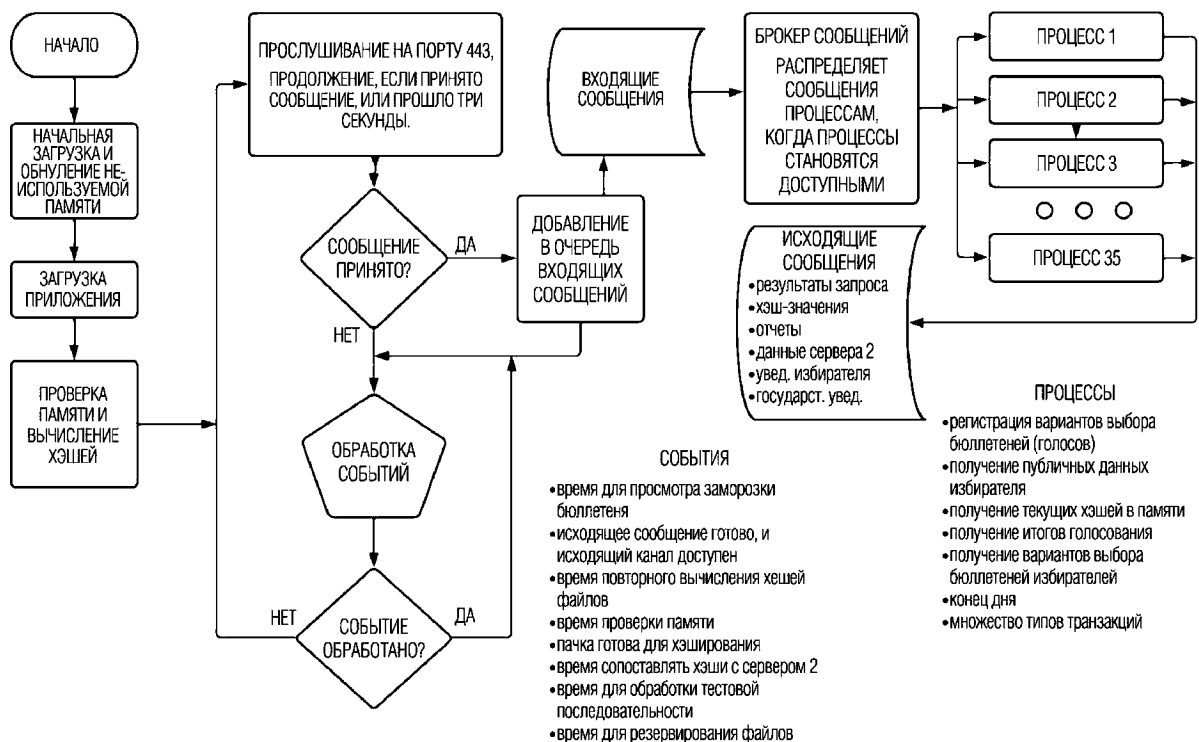 НАЧАЛО
НАЧАЛЬНАЯ
ЗАГРУЗКА И
ОБНУЛЕНИЕ НЕ-
ИСПОЛЬЗУЕМОЙ
ПАМЯТИ
ЗАГРУЗКА
ПРИЛОЖЕНИЯ
ПРОВЕРКА
ПАМЯТИ И
ВЫЧИСЛЕНИЕ
ХЭШЕЙ
ПРОСЛУШИВАНИЕ НА ПОРТУ 443,
ПРОДОЛЖЕНИЕ, ЕСЛИ ПРИНЯТО
СООБЩЕНИЕ, ИЛИ ПРОШЛО ТРИ
СЕКУНДЫ.
СООБЩЕНИЕ
ПРИНЯТО?
ДА
НЕТ
ДОБАВЛЕНИЕ
В ОЧЕРЕДЬ
ВХОДЯЩИХ
СООБЩЕНИЙ
ОБРАБОТКА
СОБЫТИЙ
СОБЫТИЕ
ОБРАБОТАНО?
НЕТ
ДА
ВХОДЯЩИЕ
СООБЩЕНИЯ
БРОКЕР СООБЩЕНИЙ
РАСПРЕДЕЛЯЕТ
СООБЩЕНИЯ
ПРОЦЕССАМ,
КОГДА ПРОЦЕССЫ
СТАНОВЯТСЯ
ДОСТУПНЫМИ
ПРОЦЕСС 1
ПРОЦЕСС 2
ПРОЦЕСС 3
ПРОЦЕСС 35
ИСХОДЯЩИЕ
СООБЩЕНИЯ
•результаты запроса
•хэш-значения
•отчеты
•данные сервера 2
•увед. избирателя
•государст. увед.
СОБЫТИЯ
•время для просмотра заморозки
бюллетеня
•исходящее сообщение готово, и
исходящий канал доступен
•время повторного вычисления хешей
файлов
•время проверки памяти
•пачка готова для хэширования
•время сопоставлять хэши с сервером 2
•время для обработки тестовой
последовательности
•время для резервирования файлов
ПРОЦЕССЫ
•регистрация вариантов выбора
бюллетеней (голосов)
•получение публичных данных
избирателя
•получение текущих хэшей в памяти
•получение итогов голосования
•получение вариантов выбора
бюллетеней избирателей
•конец дня
•множество типов транзакций